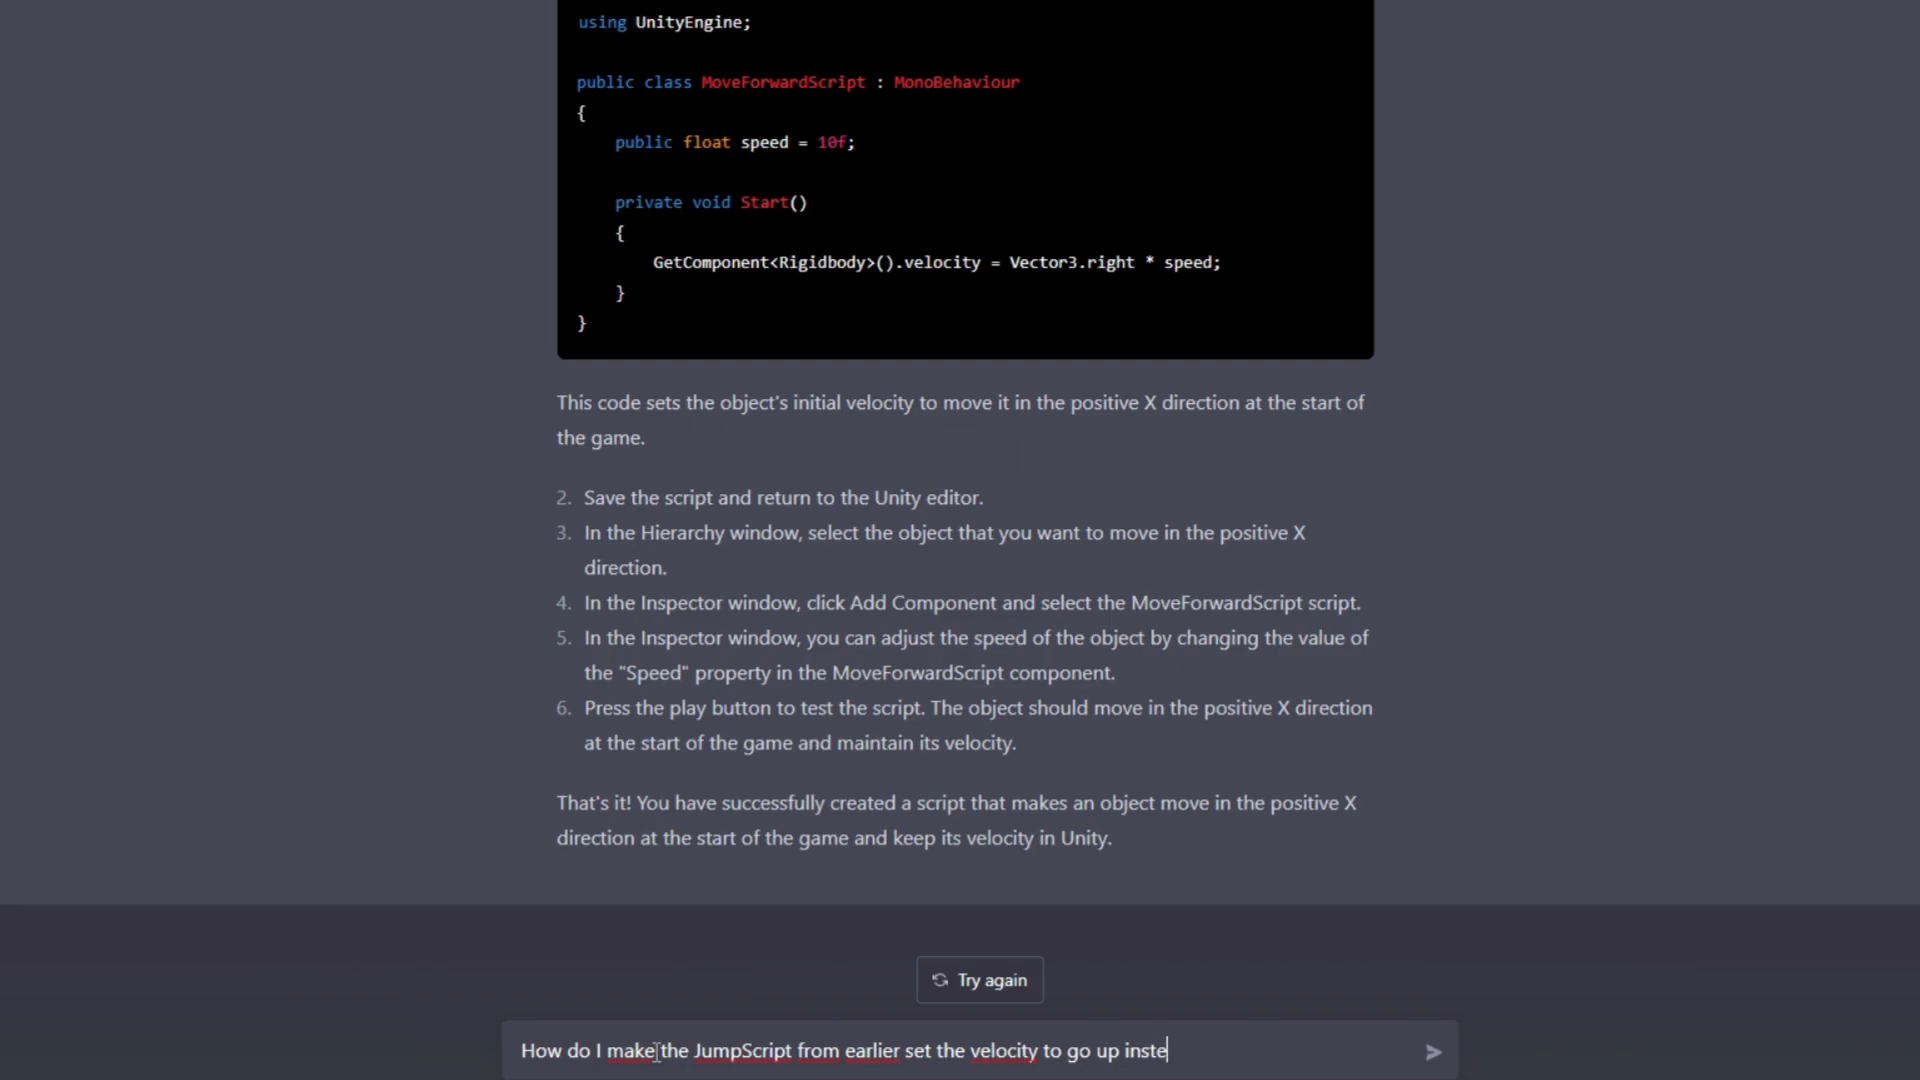 using UnityEngine;
public class MoveForwardScript : MonoBehaviour
{
public float speed = 10f;
private void Start()
{
GetComponent<Rigidbody>().velocity = Vector3.right * speed;
}
}
This code sets the object's initial velocity to move it in the positive X direction at the start of
the game.
2. Save the script and return to the Unity editor.
3. In the Hierarchy window, select the object that you want to move in the positive X
direction.
4. In the Inspector window, click Add Component and select the MoveForwardScript script.
5. In the Inspector window, you can adjust the speed of the object by changing the value of
the "Speed" property in the MoveForwardScript component.
6. Press the play button to test the script. The object should move in the positive X direction
at the start of the game and maintain its velocity.
That's it! You have successfully created a script that makes an object move in the positive X
direction at the start of the game and keep its velocity in Unity.
Try again
How do I make the JumpScript from earlier set the velocity to go up inste